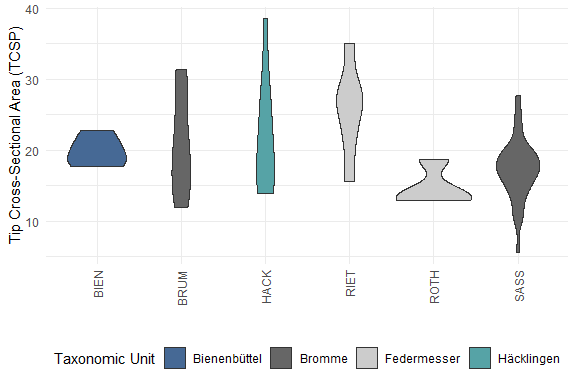 Tip Cross-Sectional Area (TCSP)
40
30
20
10
BIEN
BRUM
HACK
RIET
ROTH
SASS
Taxonomic Unit Bienenbüttel Bromme Federmesser Häcklingen